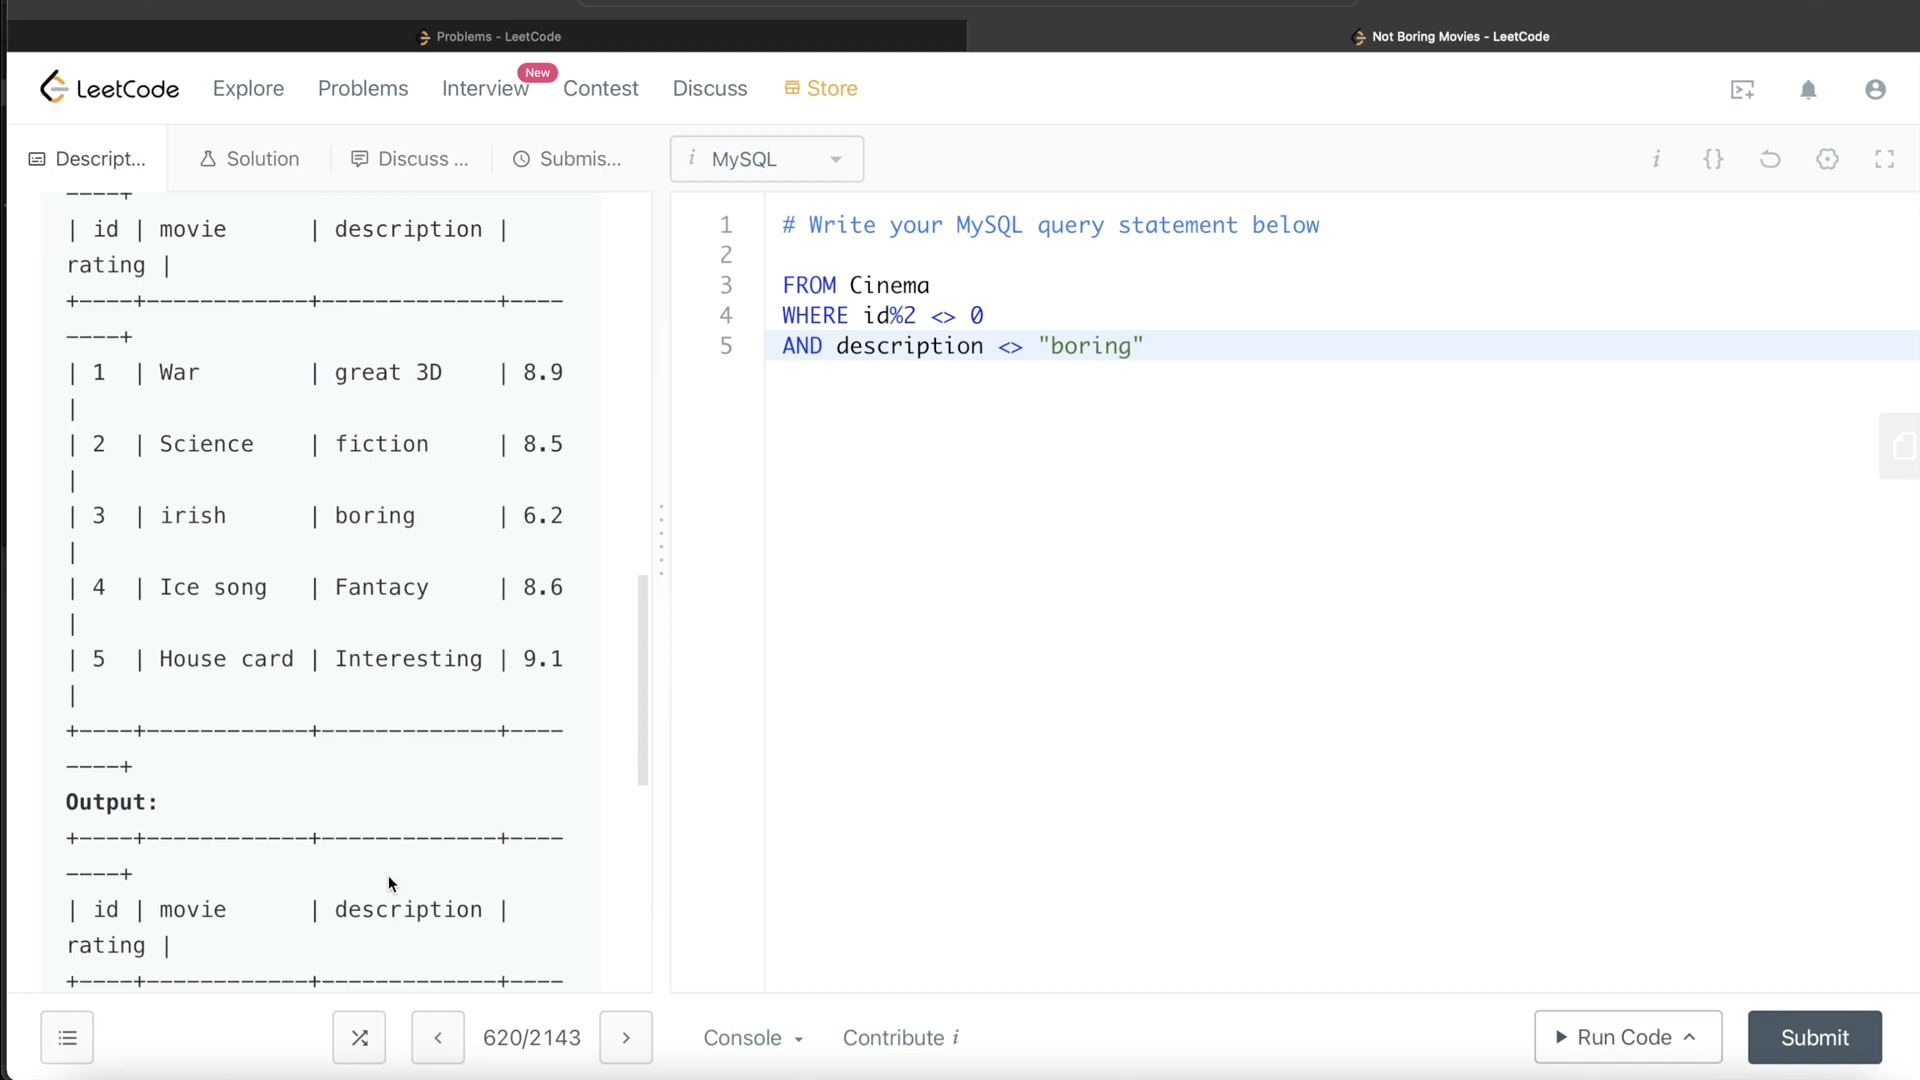 Problems - LeetCode
Not Boring Movies - LeetCode
LeetCode
Explore
Problems
Interview
New
Contest
Discuss
Store
Descript...
Solution
Discuss ...
Submis...
i MySQL
i {}
----+
| id | movie      | description |
rating |
+----+------------+-------------+----
----+
| 1  | War        | great 3D    | 8.9
|
| 2  | Science    | fiction     | 8.5
|
| 3  | irish      | boring      | 6.2
|
| 4  | Ice song   | Fantacy     | 8.6
|
| 5  | House card | Interesting | 9.1
|
+----+------------+-------------+----
----+
Output:
+----+------------+-------------+----
----+
| id | movie      | description |
rating |
+----+------------+-------------+----
1 # Write your MySQL query statement below
2
3 FROM Cinema
4 WHERE id%2 <> 0
5 AND description <> "boring"
620/2143
Console
Contribute i
Run Code
Submit